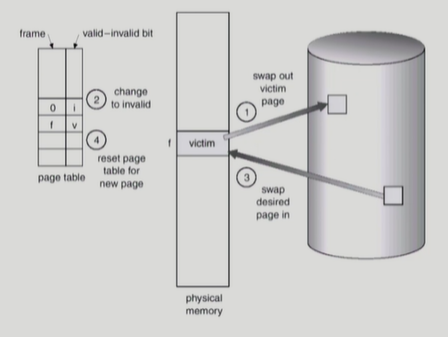 frame
valid–invalid bit
0 i
f v
2
change
to invalid
4
reset page
table for
new page
page table
f
victim
physical
memory
1
swap out
victim
page
3
swap
desired
page in